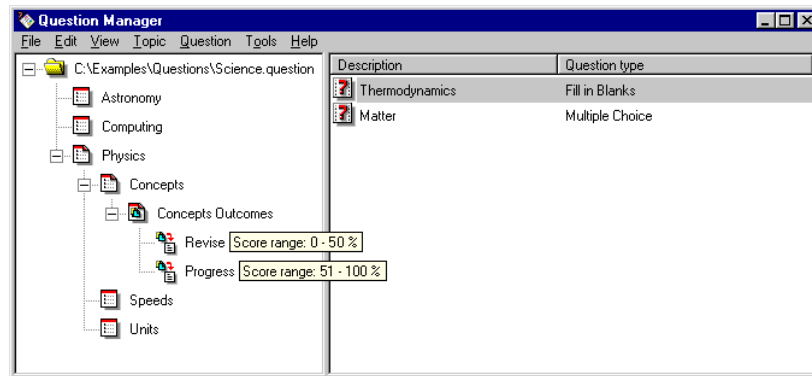 Question Manager
File Edit View Topic Question Tools Help
C:\Examples\Questions\Science.question
Astronomy
Computing
Physics
Concepts
Concepts Outcomes
Revise Score range: 0 - 50 %
Progress Score range: 51 - 100 %
Speeds
Units
Description Question type
Thermodynamics Fill in Blanks
Matter Multiple Choice